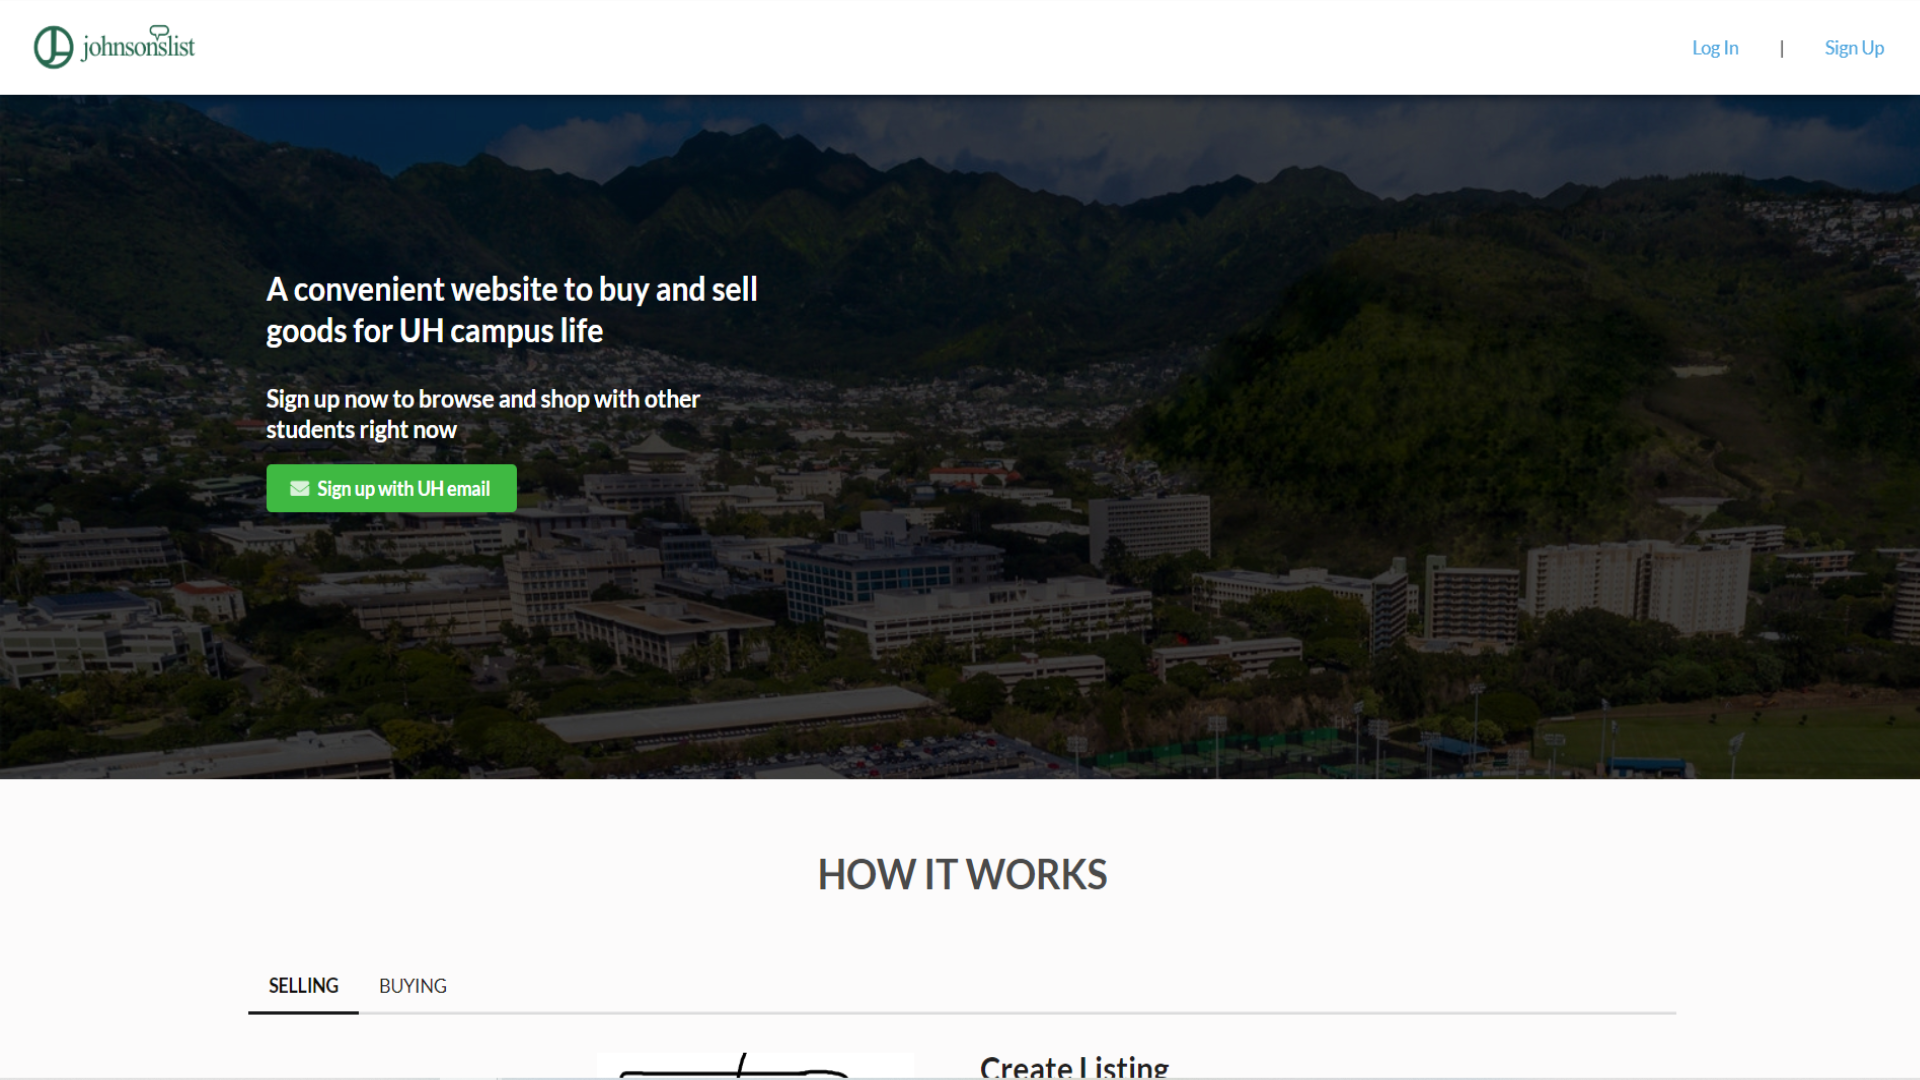 johnsonslist
Log In | Sign Up
A convenient website to buy and sell
goods for UH campus life
Sign up now to browse and shop with other
students right now
Sign up with UH email
HOW IT WORKS
SELLING
BUYING
Create Listing